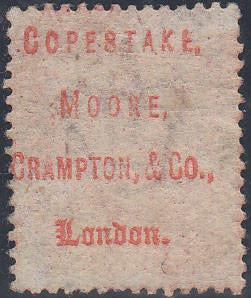 COPESTAKE,
MOORE,
CRAMPTON, & CO.,
London.